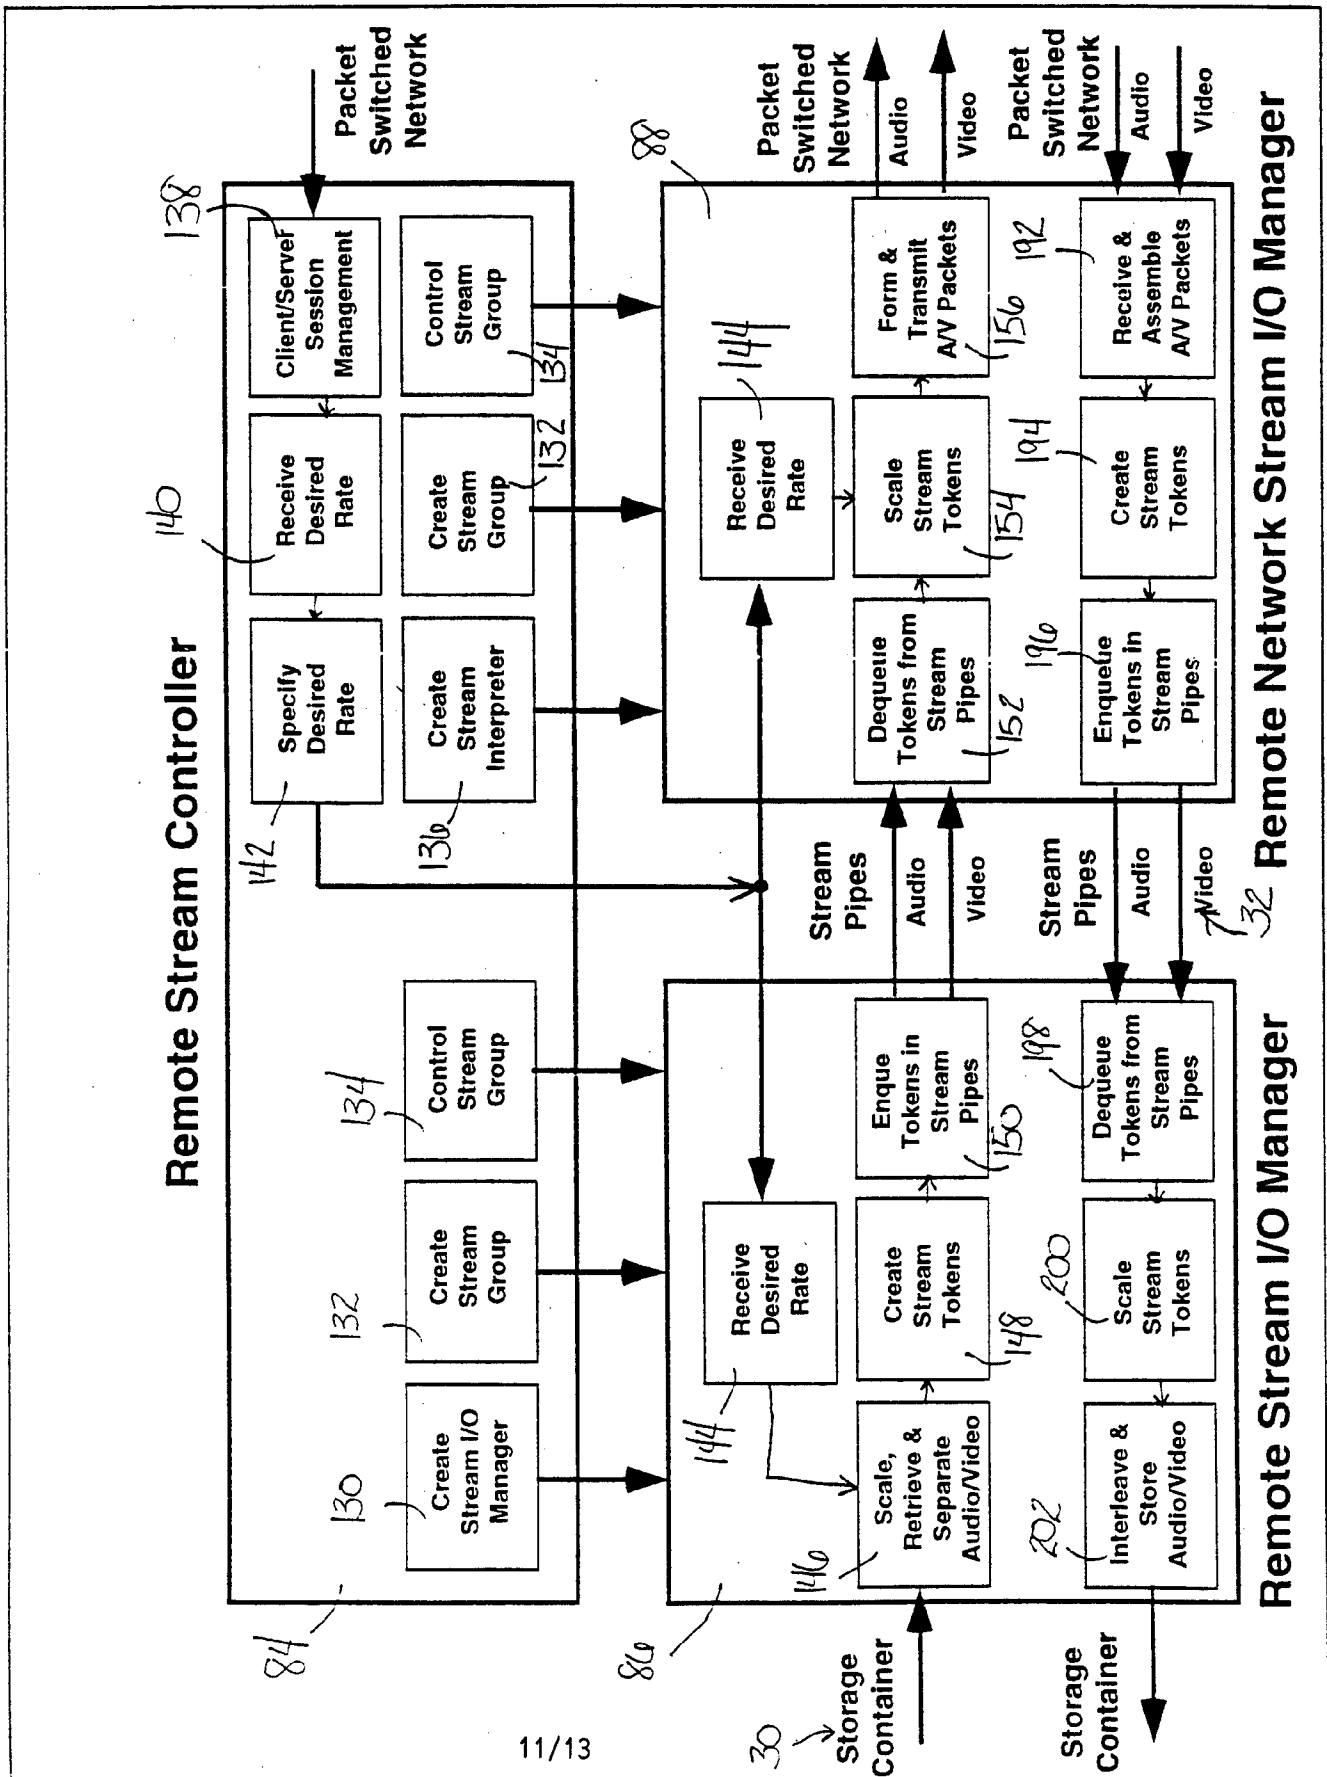 Remote Stream Controller
84
130
Create
Stream I/O
Manager
132
Create
Stream
Group
134
Control
Stream
Group
142
Specify
Desired
Rate
140
Receive
Desired
Rate
138
Client/Server
Session
Management
Packet
Switched
Network
136
Create
Stream
Interpreter
Create
Stream
Group
132
Control
Stream
Group
134
86
144
Receive
Desired
Rate
30
Storage
Container
146
Scale,
Retrieve &
Separate
Audio/Video
Create
Stream
Tokens
148
Enque
Tokens in
Stream
Pipes
150
Stream
Pipes
Audio
Video
88
Receive
Desired
Rate
144
Dequeue
Tokens from
Stream
Pipes
152
Scale
Stream
Tokens
154
Form &
Transmit
A/V Packets
156
Packet
Switched
Network
Audio
Video
Storage
Container
202
Interleave &
Store
Audio/Video
200
Scale
Stream
Tokens
198
Dequeue
Tokens from
Stream
Pipes
Stream
Pipes
Audio
Video
32
196
Enqueue
Tokens in
Stream
Pipes
194
Create
Stream
Tokens
192
Receive &
Assemble
A/V Packets
Packet
Switched
Network
Audio
Video
Remote Stream I/O Manager
Remote Network Stream I/O Manager
11/13